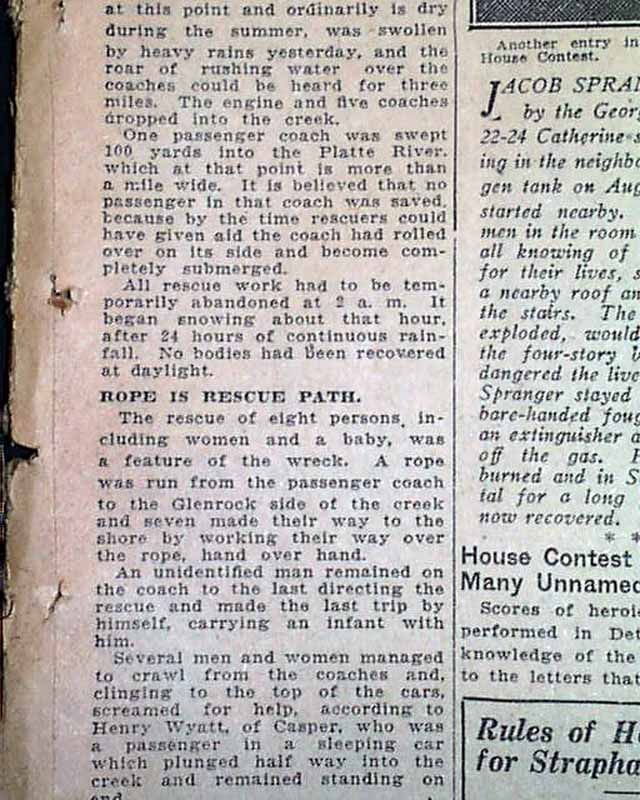 at this point and ordinarily is dry
during the summer, was swollen
by heavy rains yesterday, and the
roar of rushing water over the
coaches could be heard for three
miles. The engine and five coaches
dropped into the creek.
One passenger coach was swept
100 yards into the Platte River,
which at that point is more than
a mile wide. It is believed that no
passenger in that coach was saved,
because by the time rescuers could
have given aid the coach had rolled
over on its side and become com-
pletely submerged.
All rescue work had to be tem-
porarily abandoned at 2 a. m. It
began snowing about that hour,
after 24 hours of continuous rain-
fall. No bodies had been recovered
at daylight.
ROPE IS RESCUE PATH.
The rescue of eight persons, in-
cluding women and a baby, was
a feature of the wreck. A rope
was run from the passenger coach
to the Glenrock side of the creek
and seven made their way to the
shore by working their way over
the rope, hand over hand.
An unidentified man remained on
the coach to the last directing the
rescue and made the last trip by
himself, carrying an infant with
him.
Several men and women managed
to crawl from the coaches and,
clinging to the top of the cars,
screamed for help, according to
Henry Wyatt, of Casper, who was
a passenger in a sleeping car
which plunged half way into the
creek and remained standing on
end.
Another entry in
House Contest.
JACOB SPRAN
by the Georg
22-24 Catherine s
ing in the neighbo
gen tank on Aug
started nearby.
men in the room
all knowing of
for their lives, s
a nearby roof an
the stairs. The
exploded, would
the four-story b
dangered the live
Spranger stayed
bare-handed foug
an extinguisher a
off the gas.
burned and in S
ial for a long
now recovered.
* *
House Contest
Many Unnamed
Scores of heroi
performed in Det
knowledge of the
to the letters that
Rules of H
for Straphа